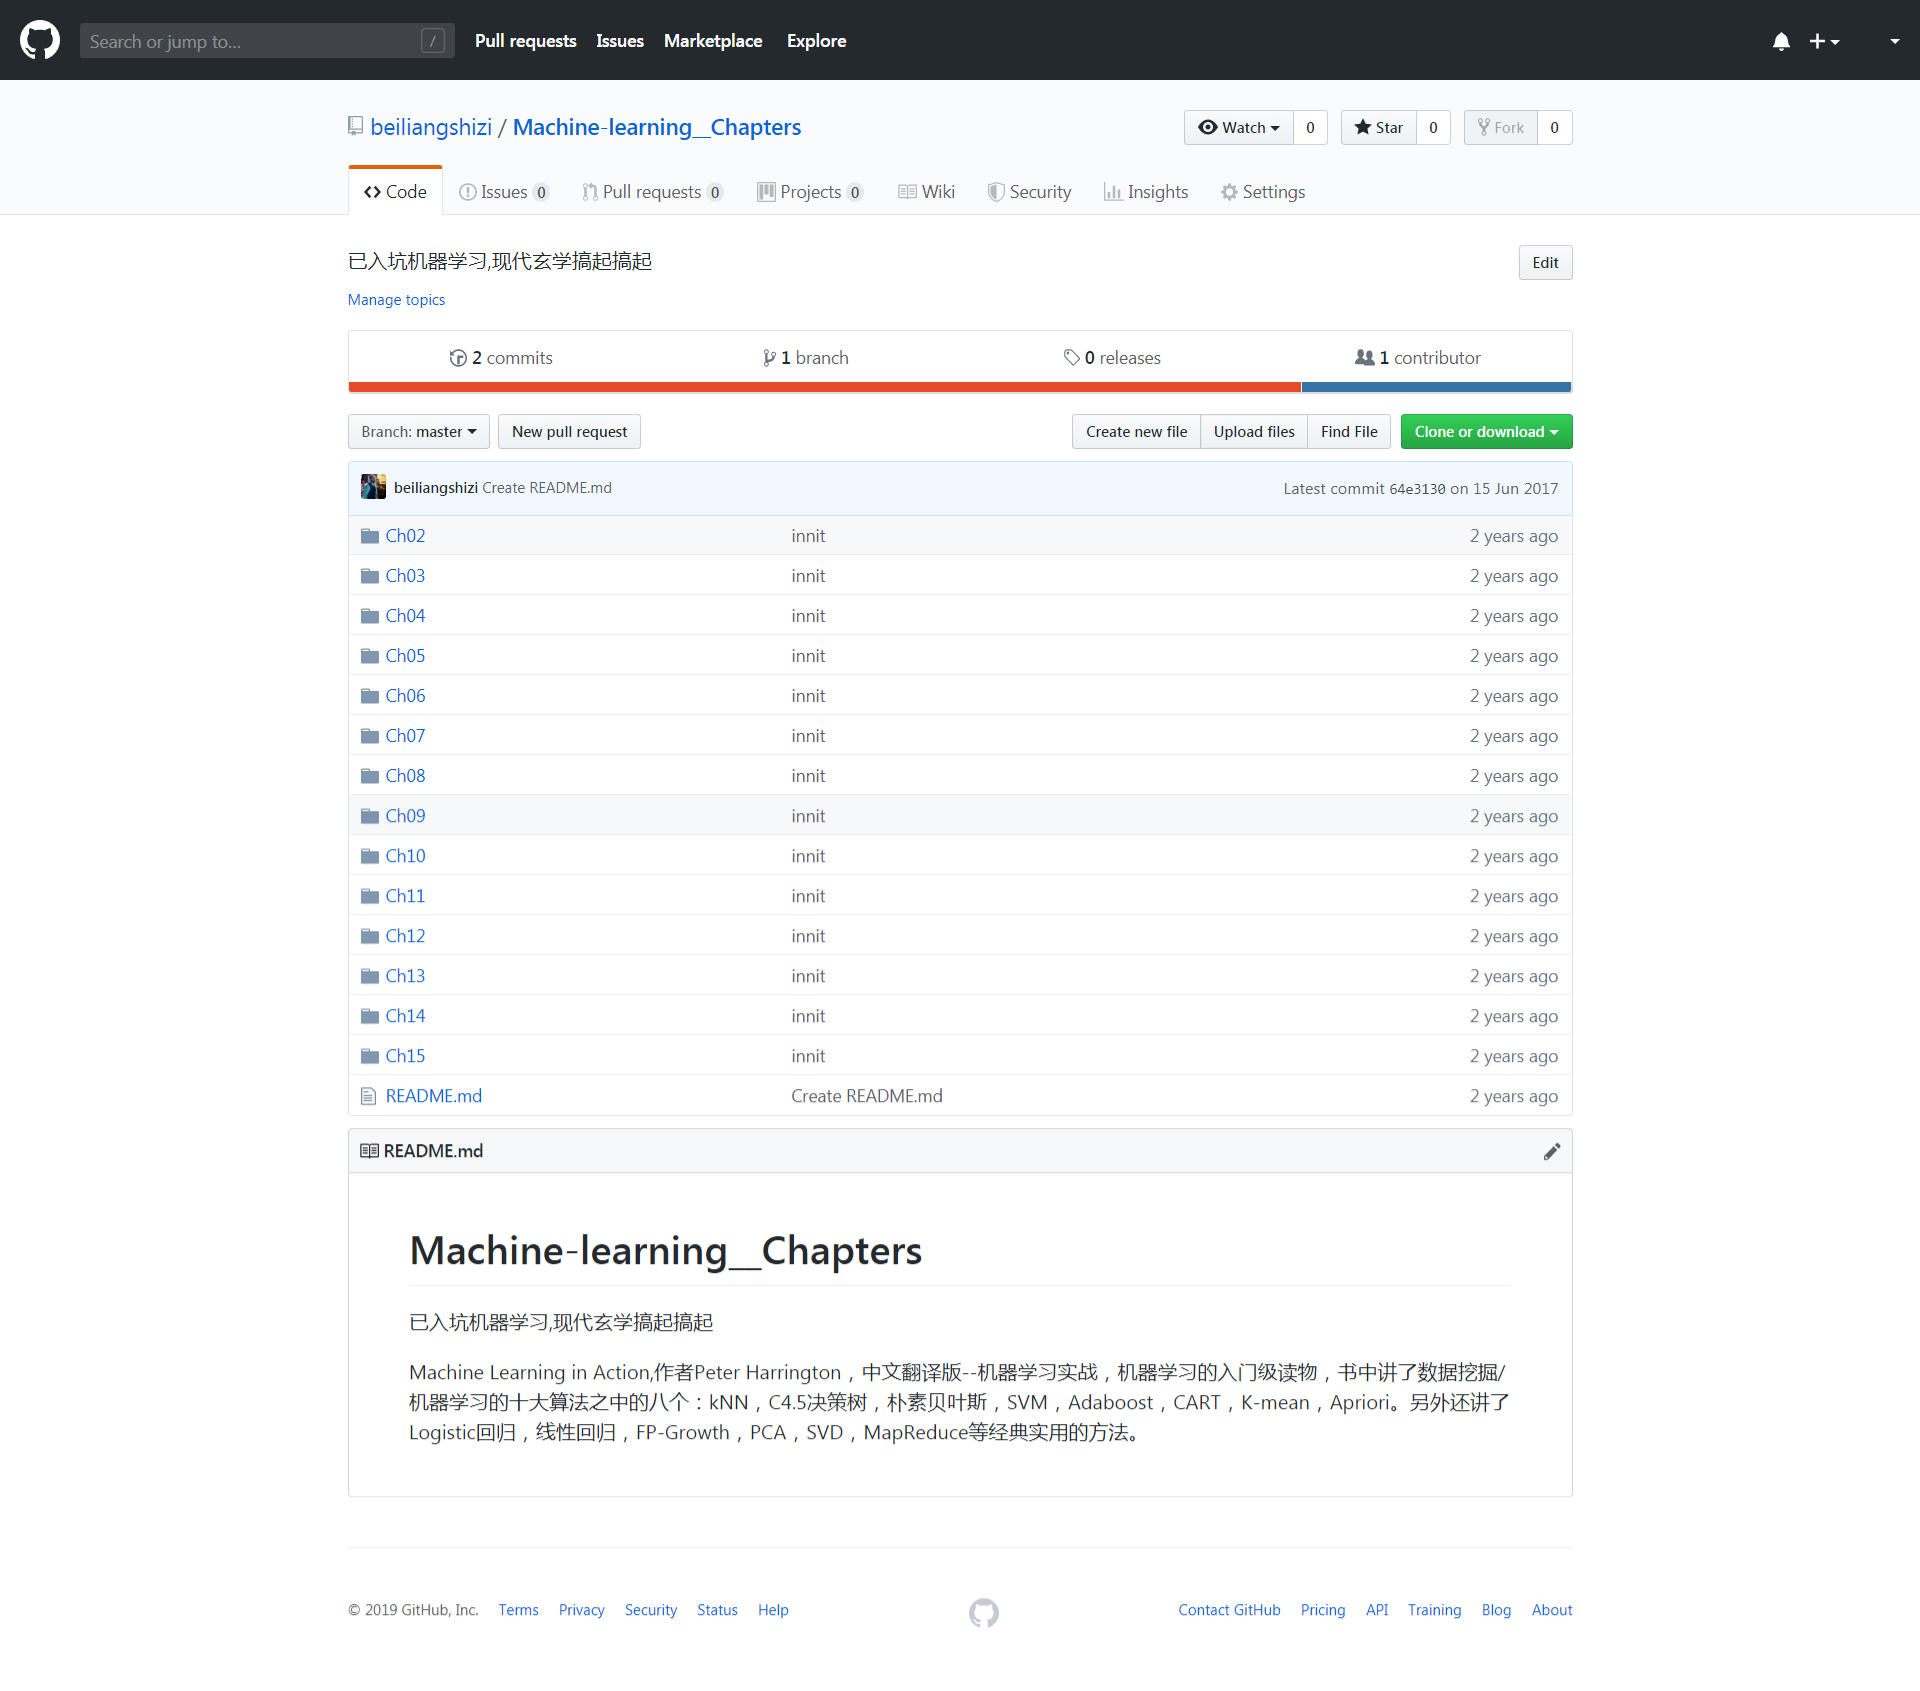 Search or jump to... /
Pull requests Issues Marketplace Explore
beiliangshizi / Machine-learning__Chapters
Watch 0 Star 0 Fork 0
Code Issues 0 Pull requests 0 Projects 0 Wiki Security Insights Settings
已入坑机器学习,现代玄学搞起搞起
Edit
Manage topics
2 commits 1 branch 0 releases 1 contributor
Branch: master New pull request Create new file Upload files Find File Clone or download
beiliangshizi Create README.md Latest commit 64e3130 on 15 Jun 2017
Ch02 innit 2 years ago
Ch03 innit 2 years ago
Ch04 innit 2 years ago
Ch05 innit 2 years ago
Ch06 innit 2 years ago
Ch07 innit 2 years ago
Ch08 innit 2 years ago
Ch09 innit 2 years ago
Ch10 innit 2 years ago
Ch11 innit 2 years ago
Ch12 innit 2 years ago
Ch13 innit 2 years ago
Ch14 innit 2 years ago
Ch15 innit 2 years ago
README.md Create README.md 2 years ago
README.md
Machine-learning__Chapters
已入坑机器学习,现代玄学搞起搞起
Machine Learning in Action,作者Peter Harrington，中文翻译版--机器学习实战，机器学习的入门级读物，书中讲了数据挖掘/
机器学习的十大算法之中的八个：kNN，C4.5决策树，朴素贝叶斯，SVM，Adaboost，CART，K-mean，Apriori。另外还讲了
Logistic回归，线性回归，FP-Growth，PCA，SVD，MapReduce等经典实用的方法。
© 2019 GitHub, Inc. Terms Privacy Security Status Help Contact GitHub Pricing API Training Blog About